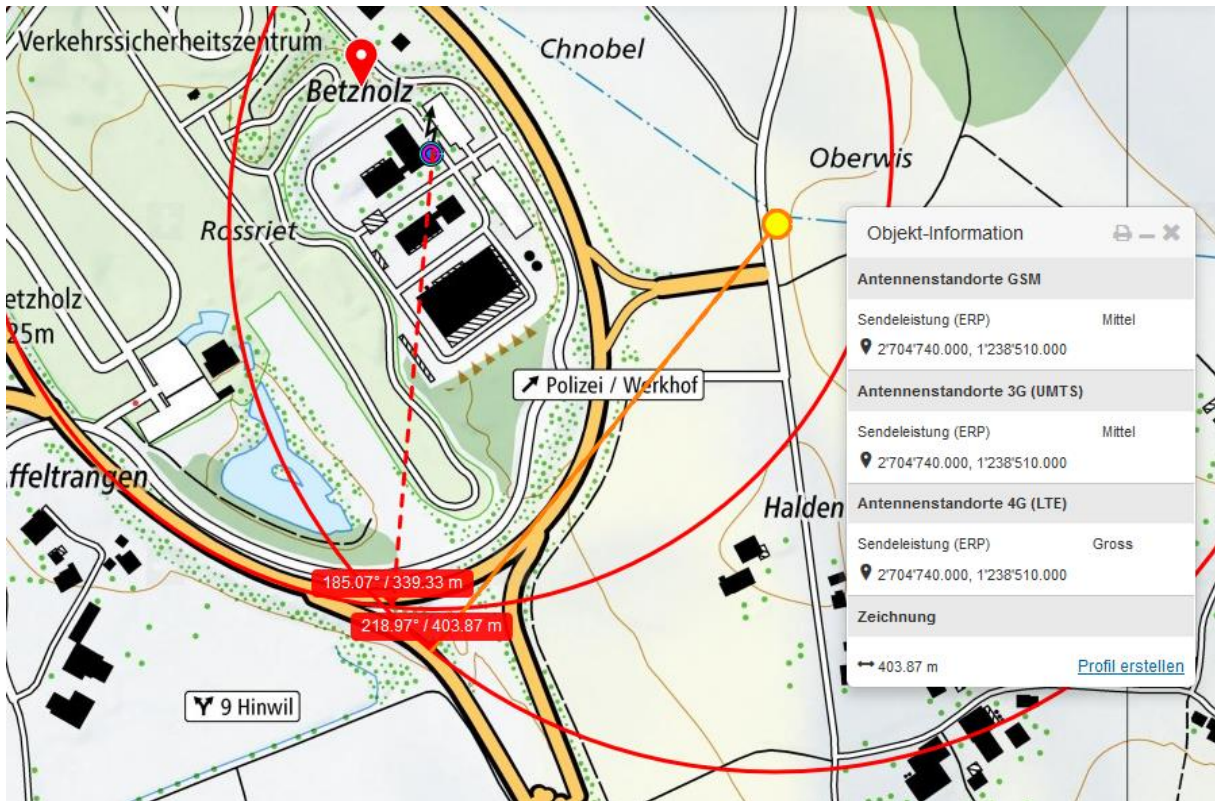 Verkehrssicherheitszentrum
Chnobel
Betzholz
Oberwis
Rossriet
etzholz
25m
Polizei / Werkhof
ffeltrangen
Halden
185.07° / 339.33 m
218.97° / 403.87 m
9 Hinwil
Objekt-Information
Antennenstandorte GSM
Sendeleistung (ERP) Mittel
2'704'740.000, 1'238'510.000
Antennenstandorte 3G (UMTS)
Sendeleistung (ERP) Mittel
2'704'740.000, 1'238'510.000
Antennenstandorte 4G (LTE)
Sendeleistung (ERP) Gross
2'704'740.000, 1'238'510.000
Zeichnung
403.87 m Profil erstellen